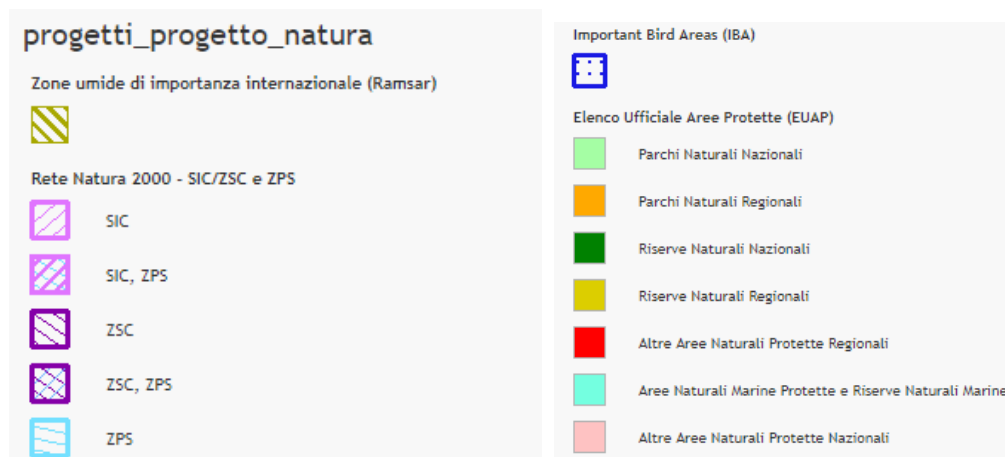 progetti_progetto_natura
Zone umide di importanza internazionale (Ramsar)
Rete Natura 2000 - SIC/ZSC e ZPS
SIC
SIC, ZPS
ZSC
ZSC, ZPS
ZPS
Important Bird Areas (IBA)
Elenco Ufficiale Aree Protette (EUAP)
Parchi Naturali Nazionali
Parchi Naturali Regionali
Riserve Naturali Nazionali
Riserve Naturali Regionali
Altre Aree Naturali Protette Regionali
Aree Naturali Marine Protette e Riserve Naturali Marine
Altre Aree Naturali Protette Nazionali